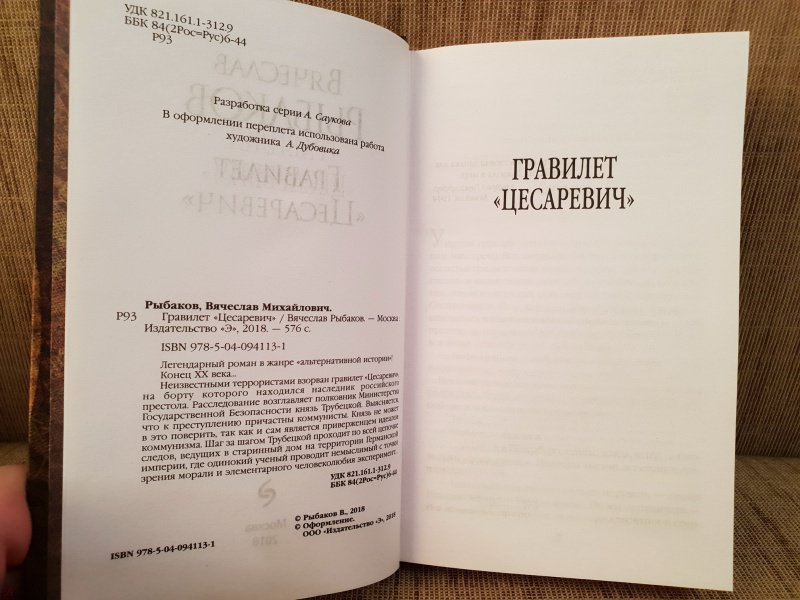 УДК 821.161.1-312.9
ББК 84(2Рос=Рус)6-44
Р93
Разработка серии А. Саукова
В оформлении переплета использована работа
художника А. Дубовика
Рыбаков, Вячеслав Михайлович.
Р93 Гравилет «Цесаревич» / Вячеслав Рыбаков. — Москва :
Издательство «Э», 2018. — 576 с.
ISBN 978-5-04-094113-1
Легендарный роман в жанре «альтернативной истории»!
Конец XX века...
Неизвестными террористами взорван гравилет «Цесаревич»,
на борту которого находился наследник российского
престола. Расследование возглавляет полковник Министерства
Государственной Безопасности князь Трубецкой. Выясняется,
что к преступлению причастны коммунисты. Князь не может
в это поверить, так как и сам является приверженцем идеалов
коммунизма. Шаг за шагом Трубецкой проходит по всей цепочке
следов, ведущих в старинный дом на территории Германской
империи, где одинокий ученый проводит немыслимый с точки
зрения морали и элементарного человеколюбия эксперимент.
УДК 821.161.1-312.9
ББК 84(2Рос=Рус)6-44
© Рыбаков В., 2018
© Оформление.
ООО «Издательство «Э», 2018
ISBN 978-5-04-094113-1
ГРАВИЛЕТ
«ЦЕСАРЕВИЧ»